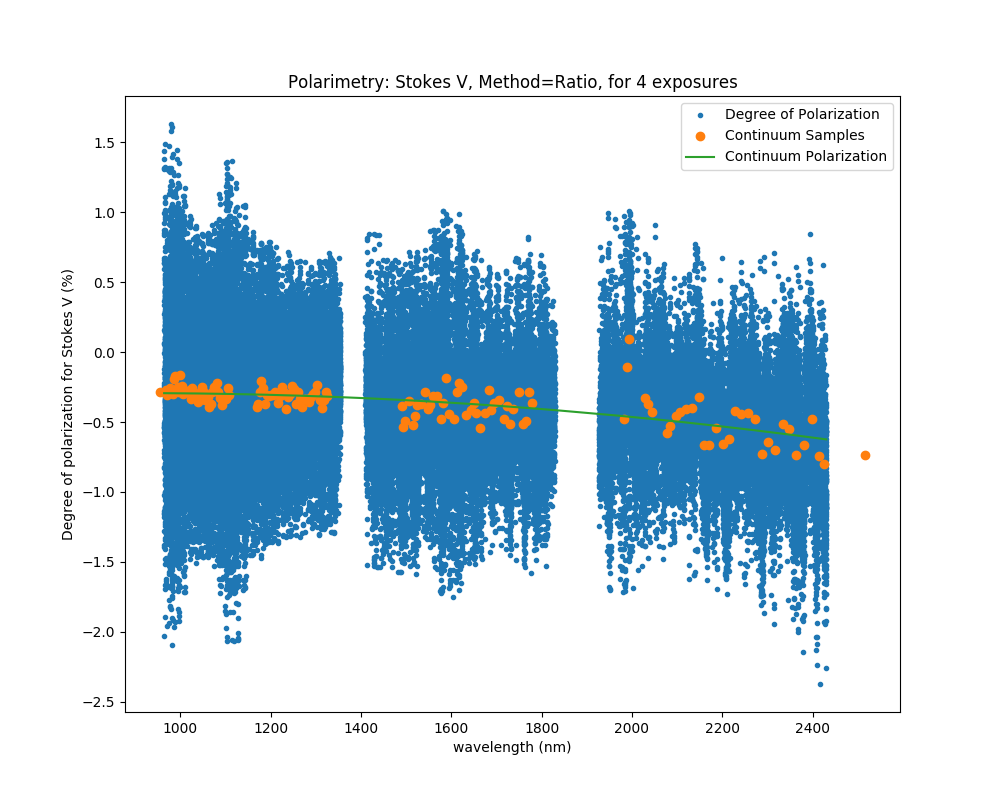 Polarimetry: Stokes V, Method=Ratio, for 4 exposures
Degree of Polarization
Continuum Samples
Continuum Polarization
Degree of polarization for Stokes V (%)
1.5
1.0
0.5
0.0
−0.5
−1.0
−1.5
−2.0
−2.5
1000 1200 1400 1600 1800 2000 2200 2400
wavelength (nm)